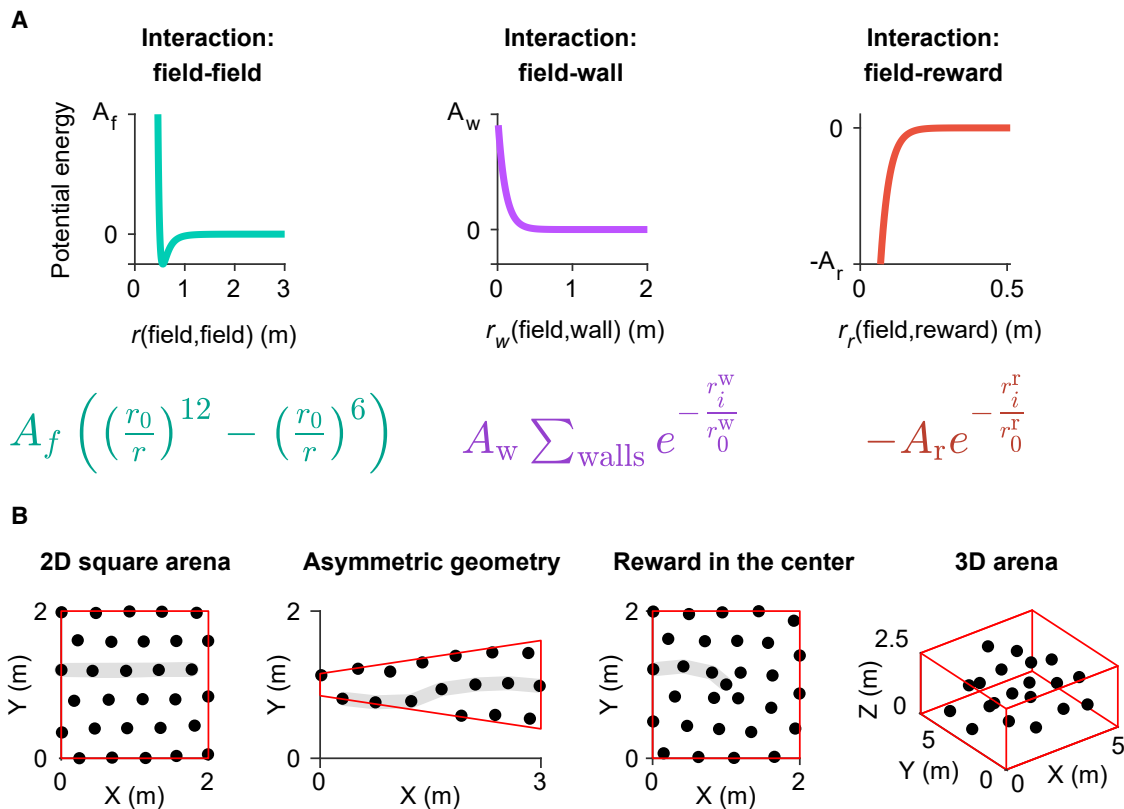 A
Interaction:
field-field
Interaction:
field-wall
Interaction:
field-reward
Potential energy
A_f
0
0 1 2 3
r(field,field) (m)
A_w
0
0 1 2
r_w(field,wall) (m)
0
-A_r
0 0.5
r_r(field,reward) (m)
A_f ( ( r_0 / r )^{12} − ( r_0 / r )^6 )
A_w ∑_{walls} e^{− r_i^w / r_0^w}
−A_r e^{− r_i^r / r_0^r}
B
2D square arena
Asymmetric geometry
Reward in the center
3D arena
Y (m)
2
0
0 2
X (m)
Y (m)
2
0
0 3
X (m)
Y (m)
2
0
0 2
X (m)
Z (m)
2.5
0
5
Y (m)
0
0
X (m)
5